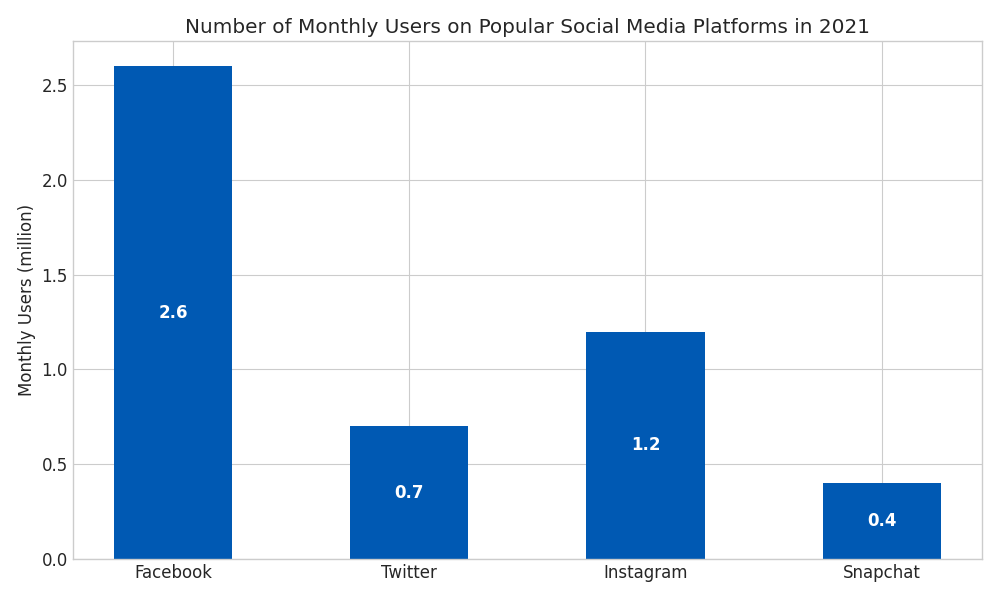 Number of Monthly Users on Popular Social Media Platforms in 2021
Monthly Users (million)
2.5
2.0
1.5
1.0
0.5
0.0
2.6
0.7
1.2
0.4
Facebook
Twitter
Instagram
Snapchat